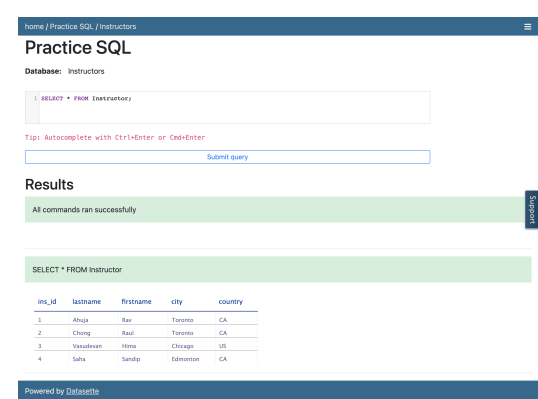 home / Practice SQL / Instructors
Practice SQL
Database: Instructors
1 SELECT * FROM Instructor;
Tip: Autocomplete with Ctrl+Enter or Cmd+Enter
Submit query
Results
All commands ran successfully
Support
SELECT * FROM Instructor
ins_id lastname firstname city country
1 Ahuja Rav Toronto CA
2 Chong Raul Toronto CA
3 Vasudevan Hima Chicago US
4 Saha Sandip Edmonton CA
Powered by Datasette